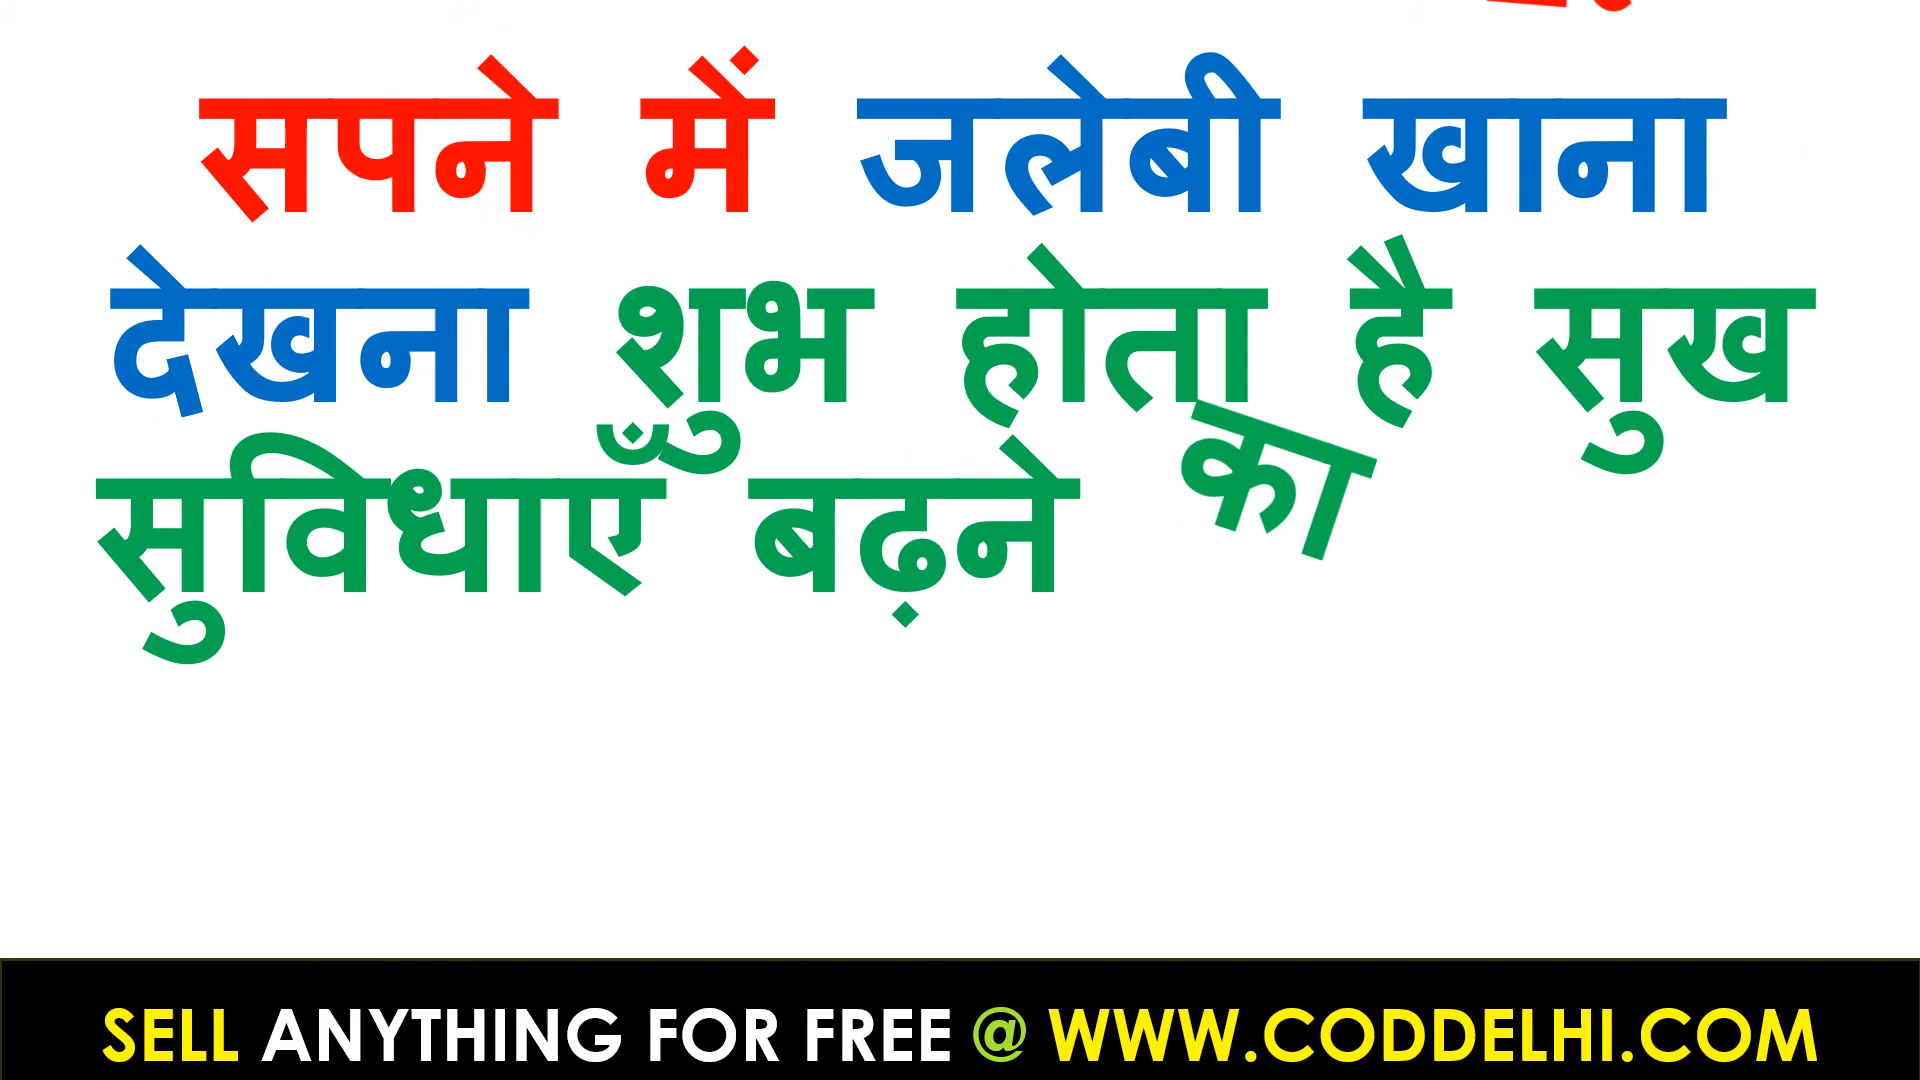 सपने में जलेबी खाना
देखना शुभ होता है सुख
सुविधाएँ बढ़ने का
SELL ANYTHING FOR FREE @ WWW.CODDELHI.COM